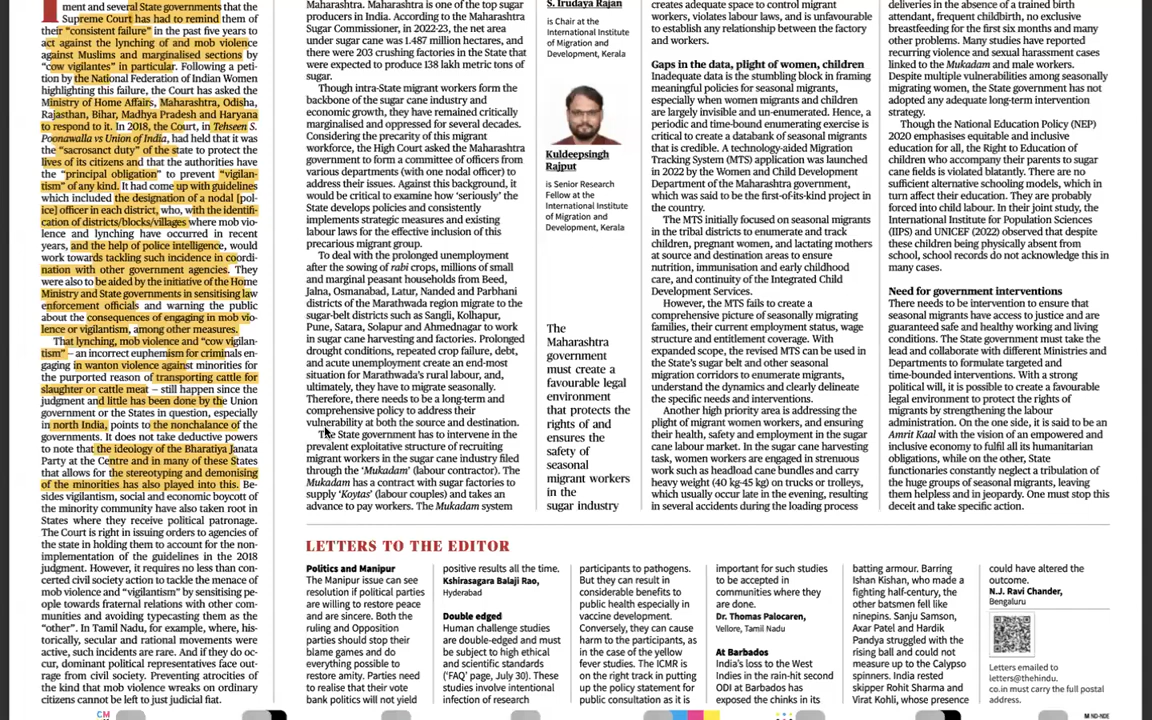 ment and several State governments that the
Supreme Court has had to remind them of
their “consistent failure” in the past five years to
act against the lynching of and mob violence
against Muslims and marginalised sections by
“cow vigilantes” in particular. Following a peti-
tion by the National Federation of Indian Women
highlighting this failure, the Court has asked the
Ministry of Home Affairs, Maharashtra, Odisha,
Rajasthan, Bihar, Madhya Pradesh and Haryana
to respond to it. In 2018, the Court, in Tehseen S.
Poonawalla vs Union of India, had held that it was
the “sacrosanct duty” of the state to protect the
lives of its citizens and that the authorities have
the “principal obligation” to prevent “vigilan-
tism” of any kind. It had come up with guidelines
which included the designation of a nodal [pol-
ice] officer in each district, who, with the identifi-
cation of districts/blocks/villages where mob vio-
lence and lynching have occurred in recent
years, and the help of police intelligence, would
work towards tackling such incidence in coordi-
nation with other government agencies. They
were also to be aided by the initiative of the Home
Ministry and State governments in sensitising law
enforcement officials and warning the public
about the consequences of engaging in mob vio-
lence or vigilantism, among other measures.
That lynching, mob violence and “cow vigilan-
tism” – an incorrect euphemism for criminals en-
gaging in wanton violence against minorities for
the purported reason of transporting cattle for
slaughter or cattle meat – still happen since the
judgment and little has been done by the Union
government or the States in question, especially
in north India, points to the nonchalance of the
governments. It does not take deductive powers
to note that the ideology of the Bharatiya Janata
Party at the Centre and in many of these States
that allows for the stereotyping and demonising
of the minorities has also played into this. Be-
sides vigilantism, social and economic boycott of
the minority community have also taken root in
States where they receive political patronage.
The Court is right in issuing orders to agencies of
the state in holding them to account for the non-
implementation of the guidelines in the 2018
judgment. However, it requires no less than con-
certed civil society action to tackle the menace of
mob violence and “vigilantism” by sensitising pe-
ople towards fraternal relations with other com-
munities and avoiding typecasting them as the
“other”. In Tamil Nadu, for example, where, his-
torically, secular and rational movements were
active, such incidents are rare. And if they do oc-
cur, dominant political representatives face out-
rage from civil society. Preventing atrocities of
the kind that mob violence wreaks on ordinary
citizens cannot be left to just judicial fiat.
Maharashtra. Maharashtra is one of the top sugar
producers in India. According to the Maharashtra
Sugar Commissioner, in 2022-23, the net area
under sugar cane was 1.487 million hectares, and
there were 203 crushing factories in the State that
were expected to produce 138 lakh metric tons of
sugar.
Though intra-State migrant workers form the
backbone of the sugar cane industry and
economic growth, they have remained critically
marginalised and oppressed for several decades.
Considering the precarity of this migrant
workforce, the High Court asked the Maharashtra
government to form a committee of officers from
various departments (with one nodal officer) to
address their issues. Against this background, it
would be critical to examine how ‘seriously’ the
State develops policies and consistently
implements strategic measures and existing
labour laws for the effective inclusion of this
precarious migrant group.
To deal with the prolonged unemployment
after the sowing of rabi crops, millions of small
and marginal peasant households from Beed,
Jalna, Osmanabad, Latur, Nanded and Parbhani
districts of the Marathwada region migrate to the
sugar-belt districts such as Sangli, Kolhapur,
Pune, Satara, Solapur and Ahmednagar to work
in sugar cane harvesting and factories. Prolonged
drought conditions, repeated crop failure, debt,
and acute unemployment create an end-most
situation for Marathwada’s rural labour, and,
ultimately, they have to migrate seasonally.
Therefore, there needs to be a long-term and
comprehensive policy to address their
vulnerability at both the source and destination.
The State government has to intervene in the
prevalent exploitative structure of recruiting
migrant workers in the sugar cane industry filed
through the ‘Mukadam’ (labour contractor). The
Mukadam has a contract with sugar factories to
supply ‘Koytas’ (labour couples) and takes an
advance to pay workers. The Mukadam system
S. Irudaya Rajan
is Chair at the
International Institute
of Migration and
Development, Kerala
Kuldeepsingh
Rajput
is Senior Research
Fellow at the
International Institute
of Migration and
Development, Kerala
The
Maharashtra
government
must create a
favourable legal
environment
that protects the
rights of and
ensures the
safety of
seasonal
migrant workers
in the
sugar industry
creates adequate space to control migrant
workers, violates labour laws, and is unfavourable
to establish any relationship between the factory
and workers.
Gaps in the data, plight of women, children
Inadequate data is the stumbling block in framing
meaningful policies for seasonal migrants,
especially when women migrants and children
are largely invisible and un-enumerated. Hence, a
periodic and time-bound enumerating exercise is
critical to create a databank of seasonal migrants
that is credible. A technology-aided Migration
Tracking System (MTS) application was launched
in 2022 by the Women and Child Development
Department of the Maharashtra government,
which was said to be the first-of-its-kind project in
the country.
The MTS initially focused on seasonal migrants
in the tribal districts to enumerate and track
children, pregnant women, and lactating mothers
at source and destination areas to ensure
nutrition, immunisation and early childhood
care, and continuity of the Integrated Child
Development Services.
However, the MTS fails to create a
comprehensive picture of seasonally migrating
families, their current employment status, wage
structure and entitlement coverage. With
expanded scope, the revised MTS can be used in
the State’s sugar belt and other seasonal
migration corridors to enumerate migrants,
understand the dynamics and clearly delineate
the specific needs and interventions.
Another high priority area is addressing the
plight of migrant women workers, and ensuring
their health, safety and employment in the sugar
cane labour market. In the sugar cane harvesting
task, women workers are engaged in strenuous
work such as headload cane bundles and carry
heavy weight (40 kg-45 kg) on trucks or trolleys,
which usually occur late in the evening, resulting
in several accidents during the loading process
deliveries in the absence of a trained birth
attendant, frequent childbirth, no exclusive
breastfeeding for the first six months and many
other problems. Many studies have reported
recurring violence and sexual harassment cases
linked to the Mukadam and male workers.
Despite multiple vulnerabilities among seasonally
migrating women, the State government has not
adopted any adequate long-term intervention
strategy.
Though the National Education Policy (NEP)
2020 emphasises equitable and inclusive
education for all, the Right to Education of
children who accompany their parents to sugar
cane fields is violated blatantly. There are no
sufficient alternative schooling models, which in
turn affect their education. They are probably
forced into child labour. In their joint study, the
International Institute for Population Sciences
(IIPS) and UNICEF (2022) observed that despite
these children being physically absent from
school, school records do not acknowledge this in
many cases.
Need for government interventions
There needs to be intervention to ensure that
seasonal migrants have access to justice and are
guaranteed safe and healthy working and living
conditions. The State government must take the
lead and collaborate with different Ministries and
Departments to formulate targeted and
time-bounded interventions. With a strong
political will, it is possible to create a favourable
legal environment to protect the rights of
migrants by strengthening the labour
administration. On the one side, it is said to be an
Amrit Kaal with the vision of an empowered and
inclusive economy to fulfil all its humanitarian
obligations, while on the other, State
functionaries constantly neglect a tribulation of
the huge groups of seasonal migrants, leaving
them helpless and in jeopardy. One must stop this
deceit and take specific action.
LETTERS TO THE EDITOR
Politics and Manipur
The Manipur issue can see
resolution if political parties
are willing to restore peace
and are sincere. Both the
ruling and Opposition
parties should stop their
blame games and do
everything possible to
restore amity. Parties need
to realise that their vote
bank politics will not yield
positive results all the time.
Kshirasagara Balaji Rao,
Hyderabad
Double edged
Human challenge studies
are double-edged and must
be subject to high ethical
and scientific standards
(‘FAQ’ page, July 30). These
studies involve intentional
infection of research
participants to pathogens.
But they can result in
considerable benefits to
public health especially in
vaccine development.
Conversely, they can cause
harm to the participants, as
in the case of the yellow
fever studies. The ICMR is
on the right track in putting
up the policy statement for
public consultation as it is
important for such studies
to be accepted in
communities where they
are done.
Dr. Thomas Palocaren,
Vellore, Tamil Nadu
At Barbados
India’s loss to the West
Indies in the rain-hit second
ODI at Barbados has
exposed the chinks in its
batting armour. Barring
Ishan Kishan, who made a
fighting half-century, the
other batsmen fell like
ninepins. Sanju Samson,
Axar Patel and Hardik
Pandya struggled with the
rising ball and could not
measure up to the Calypso
spinners. India rested
skipper Rohit Sharma and
Virat Kohli, whose presence
could have altered the
outcome.
N.J. Ravi Chander,
Bengaluru
Letters emailed to
letters@thehindu.
co.in must carry the full postal
address.
CM
M ND-NDE